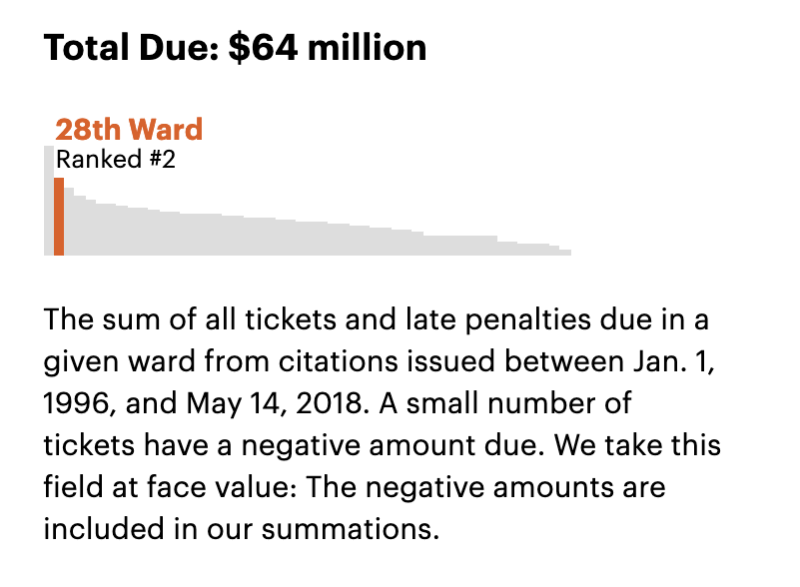 Total Due: $64 million
28th Ward
Ranked #2
The sum of all tickets and late penalties due in a
given ward from citations issued between Jan. 1,
1996, and May 14, 2018. A small number of
tickets have a negative amount due. We take this
field at face value: The negative amounts are
included in our summations.